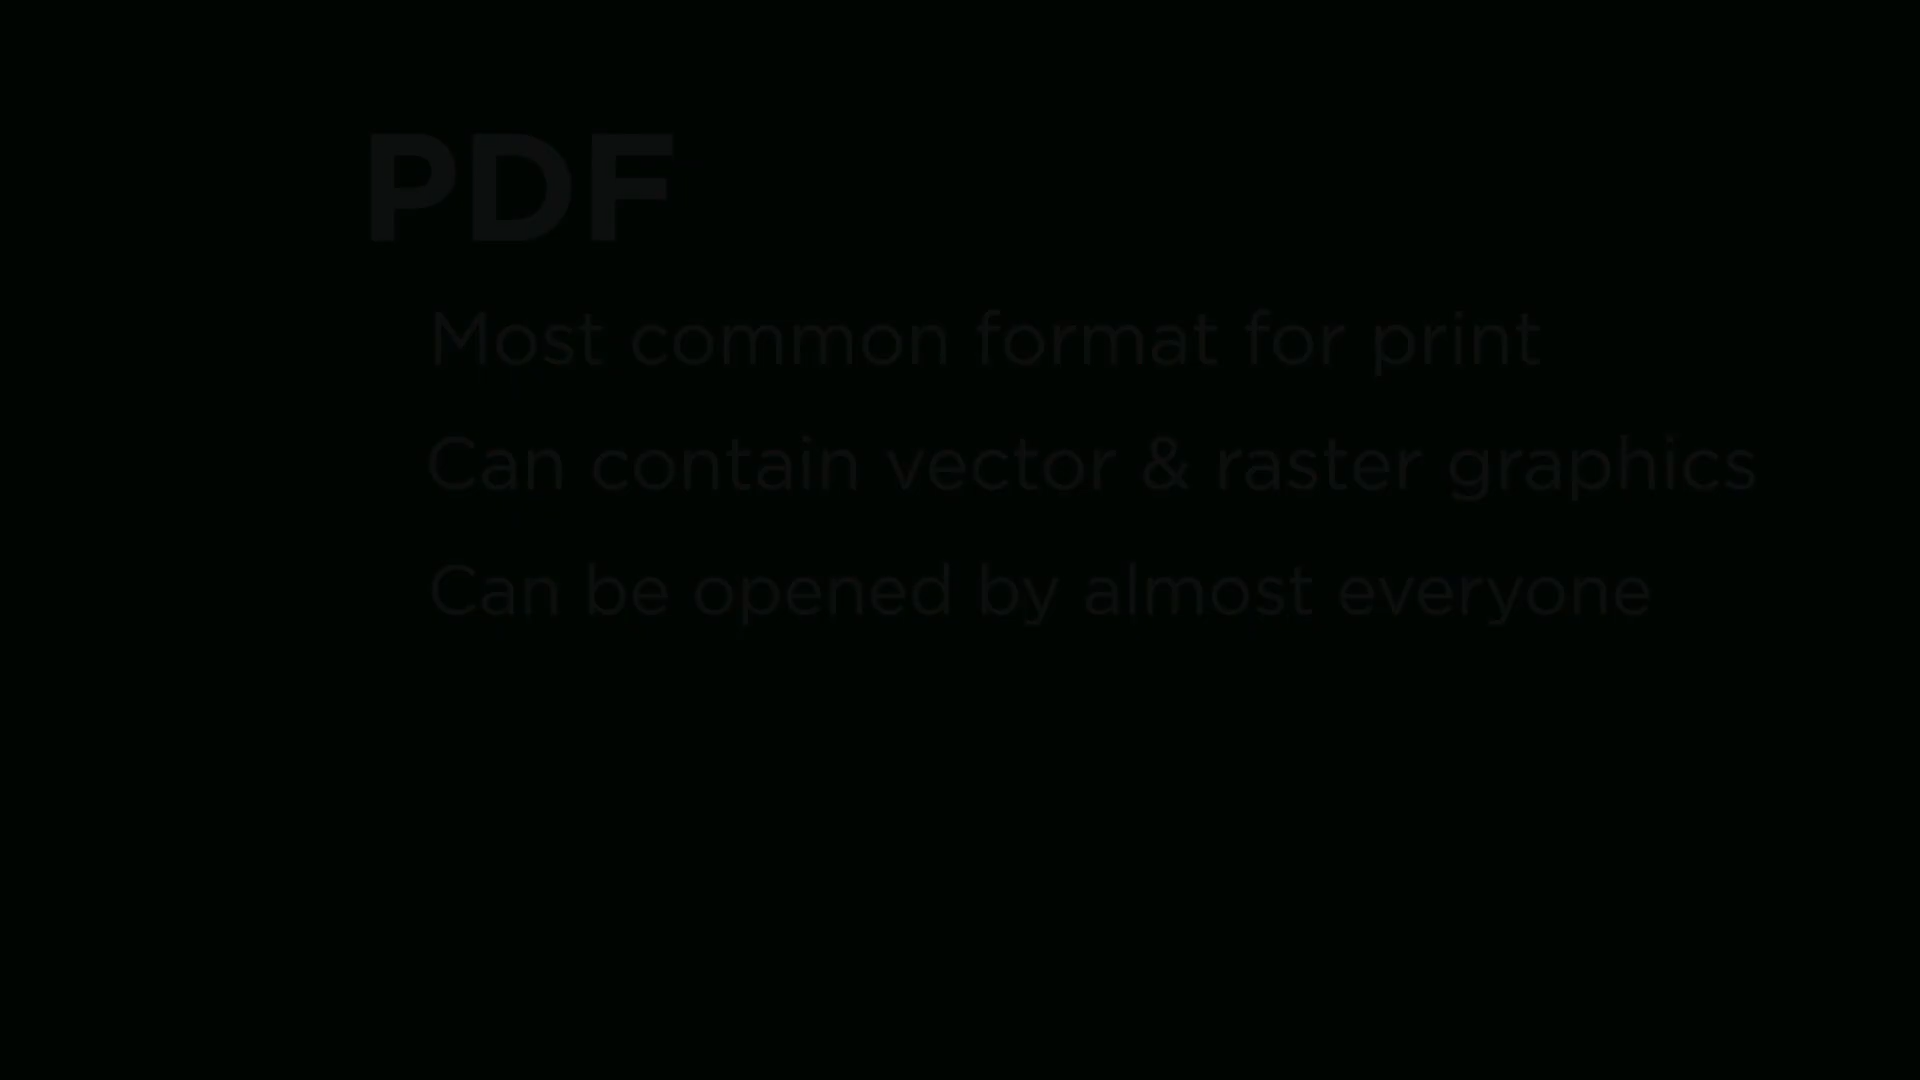 PDF
Most common format for print
Can contain vector & raster graphics
Can be opened by almost everyone